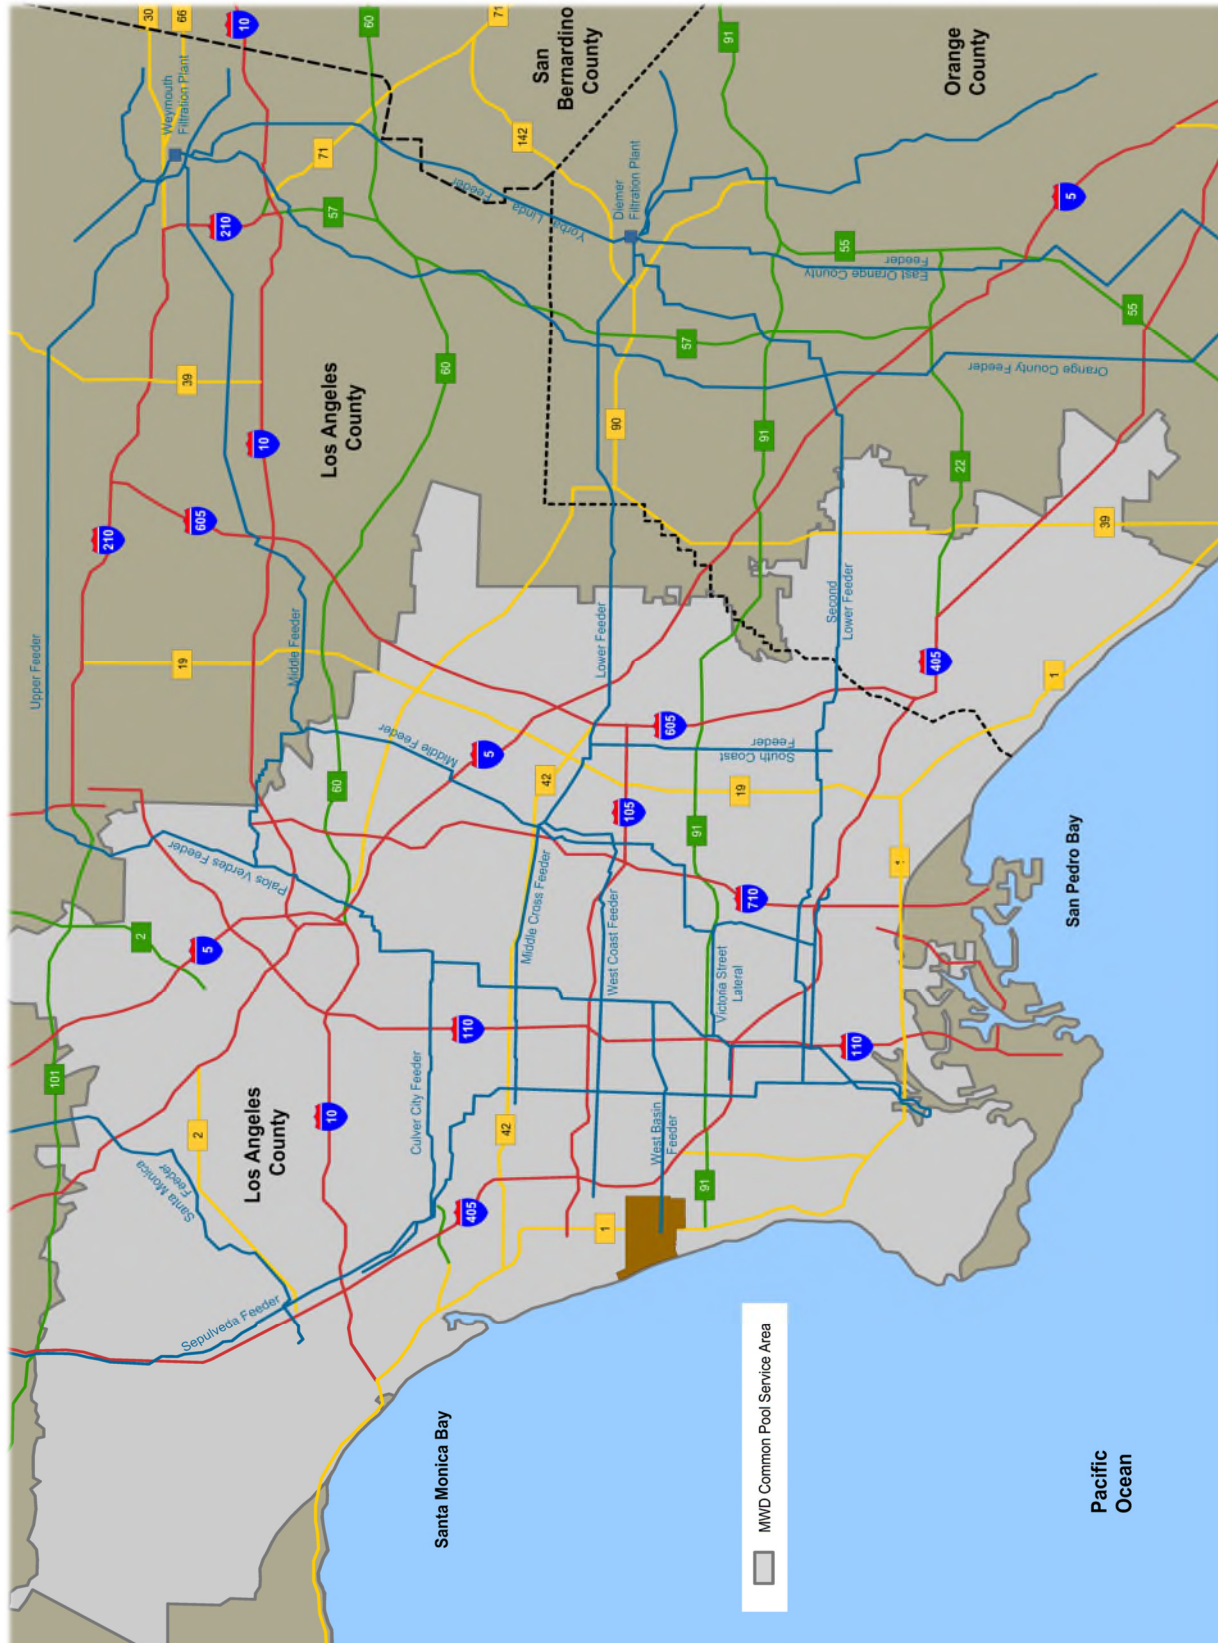 Upper Feeder
101
210
2
30
Weymouth
Filtration Plant
66
Santa Monica
Feeder
19
39
2
605
5
210
Sepulveda Feeder
Palos Verdes Feeder
10
Los Angeles
County
10
Middle Feeder
71
57
10
60
Los Angeles
County
60
Culver City Feeder
Santa Monica Bay
60
Middle Feeder
110
405
Yorba Linda
Feeder
5
71
42
142
Middle Cross Feeder
42
San
Bernardino
County
Lower Feeder
1
West Coast Feeder
90
Diemer
Filtration Plant
105
West Basin
Feeder
605
57
91
91
Victoria Street
Lateral
91
19
710
MWD Common Pool Service Area
91
South Coast
Feeder
Second
Lower Feeder
55
110
East Orange County
Feeder
1
405
22
Orange
County
Orange County Feeder
1
5
San Pedro Bay
39
Pacific
Ocean
55